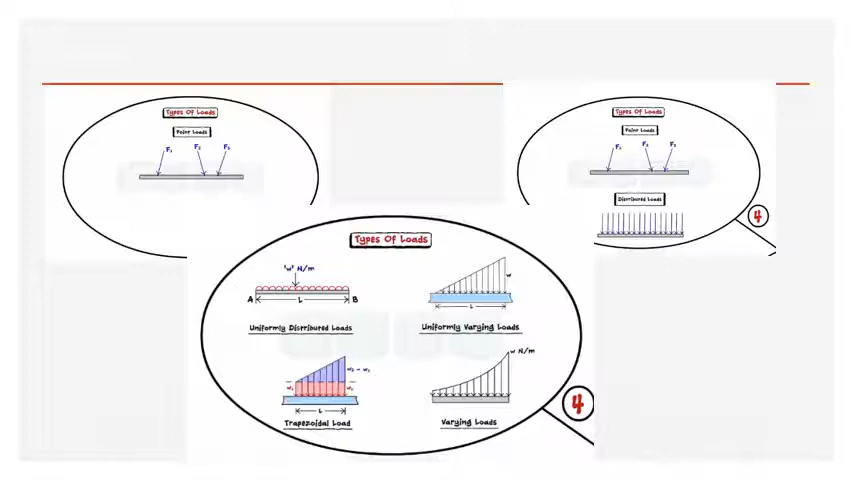 Types Of Loads
Point Loads
F₁ F₂ F₃
Types Of Loads
Point Loads
F₁ F₂ F₃
Distributed Loads
4
Types Of Loads
'w' N/m
A L B
Uniformly Distributed Loads
w
L
Uniformly Varying Loads
w₂ - w₁
w₁ w₁
L
Trapezoidal Load
w N/m
Varying Loads
4